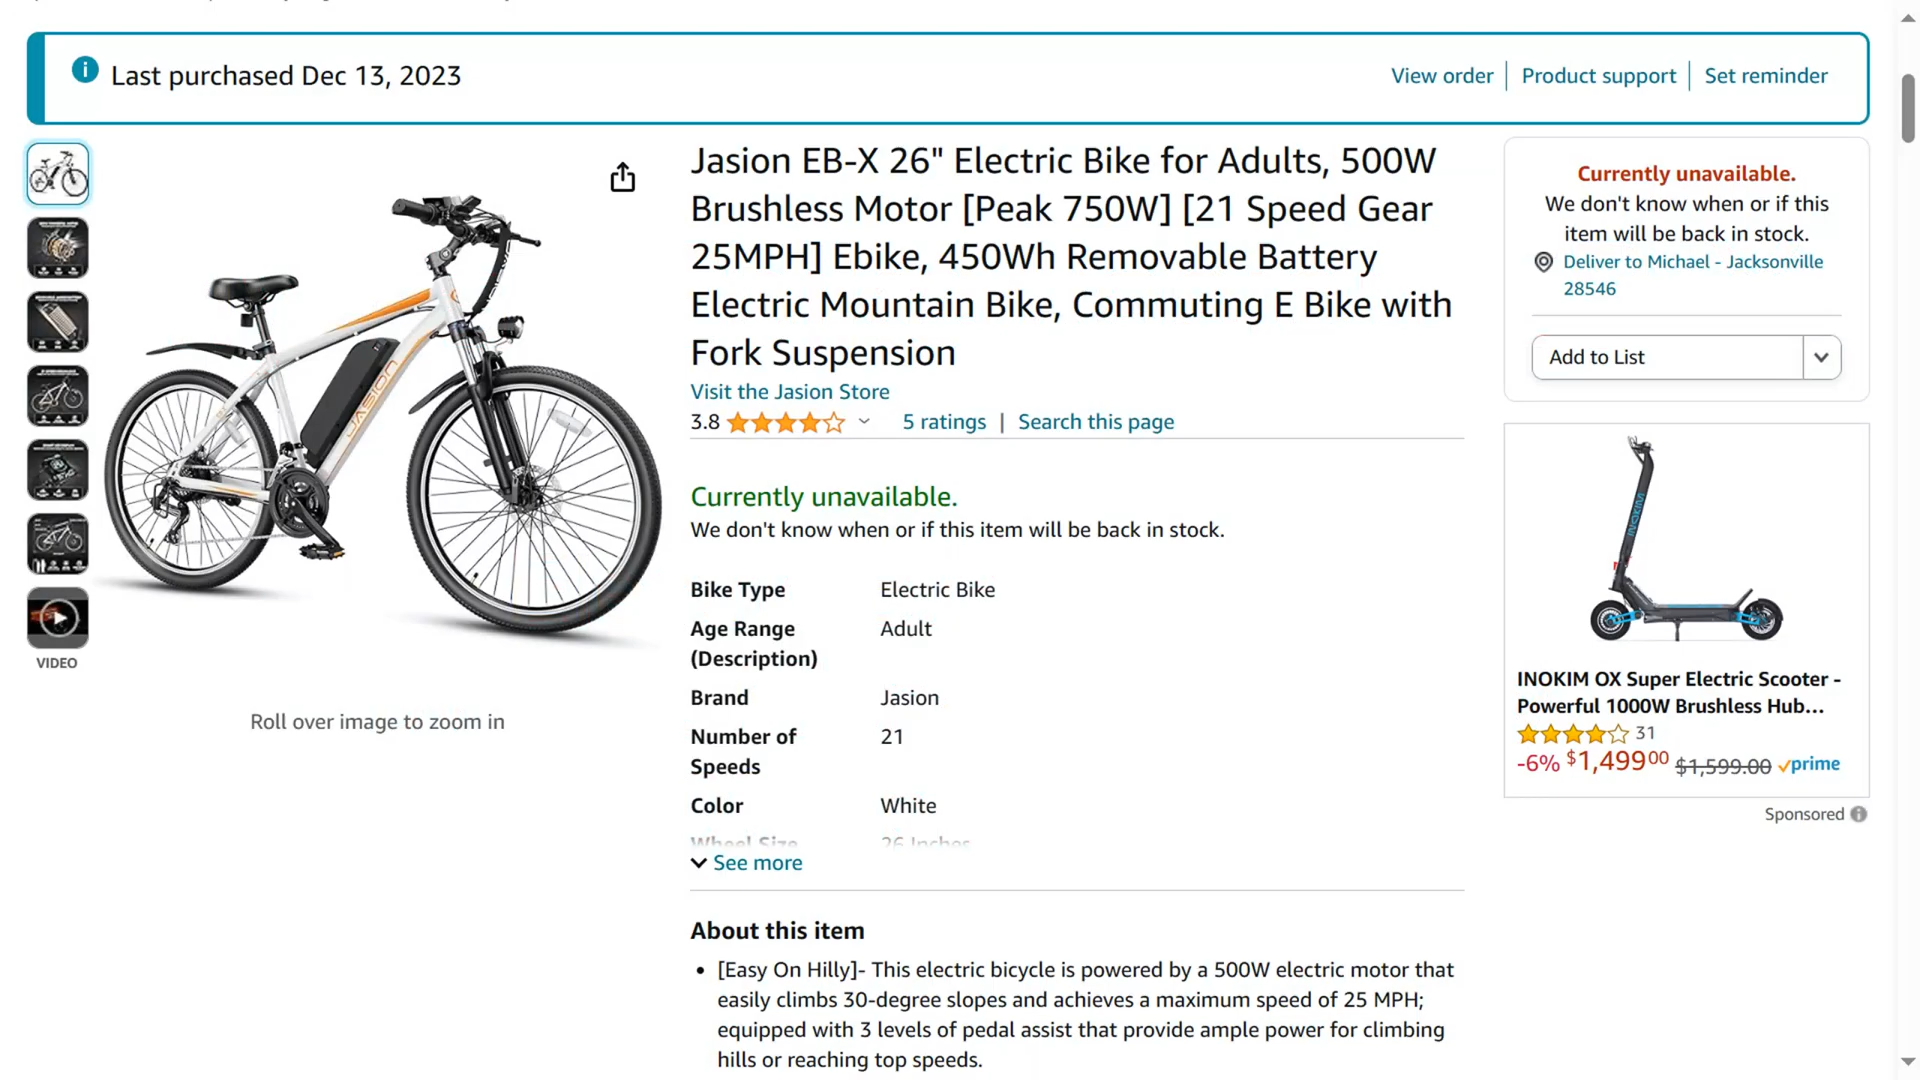 Last purchased Dec 13, 2023
View order
Product support
Set reminder
VIDEO
Roll over image to zoom in
JASION
Jasion EB-X 26" Electric Bike for Adults, 500W
Brushless Motor [Peak 750W] [21 Speed Gear
25MPH] Ebike, 450Wh Removable Battery
Electric Mountain Bike, Commuting E Bike with
Fork Suspension
Visit the Jasion Store
3.8
5 ratings | Search this page
Currently unavailable.
We don't know when or if this item will be back in stock.
Bike Type Electric Bike
Age Range Adult
(Description)
Brand Jasion
Number of 21
Speeds
Color White
Wheel Size 26 Inches
See more
About this item
• [Easy On Hilly]- This electric bicycle is powered by a 500W electric motor that
easily climbs 30-degree slopes and achieves a maximum speed of 25 MPH;
equipped with 3 levels of pedal assist that provide ample power for climbing
hills or reaching top speeds.
Currently unavailable.
We don't know when or if this
item will be back in stock.
Deliver to Michael - Jacksonville
28546
Add to List
INOKIM
INOKIM OX Super Electric Scooter -
Powerful 1000W Brushless Hub...
31
-6% $1,499.00 $1,599.00 prime
Sponsored